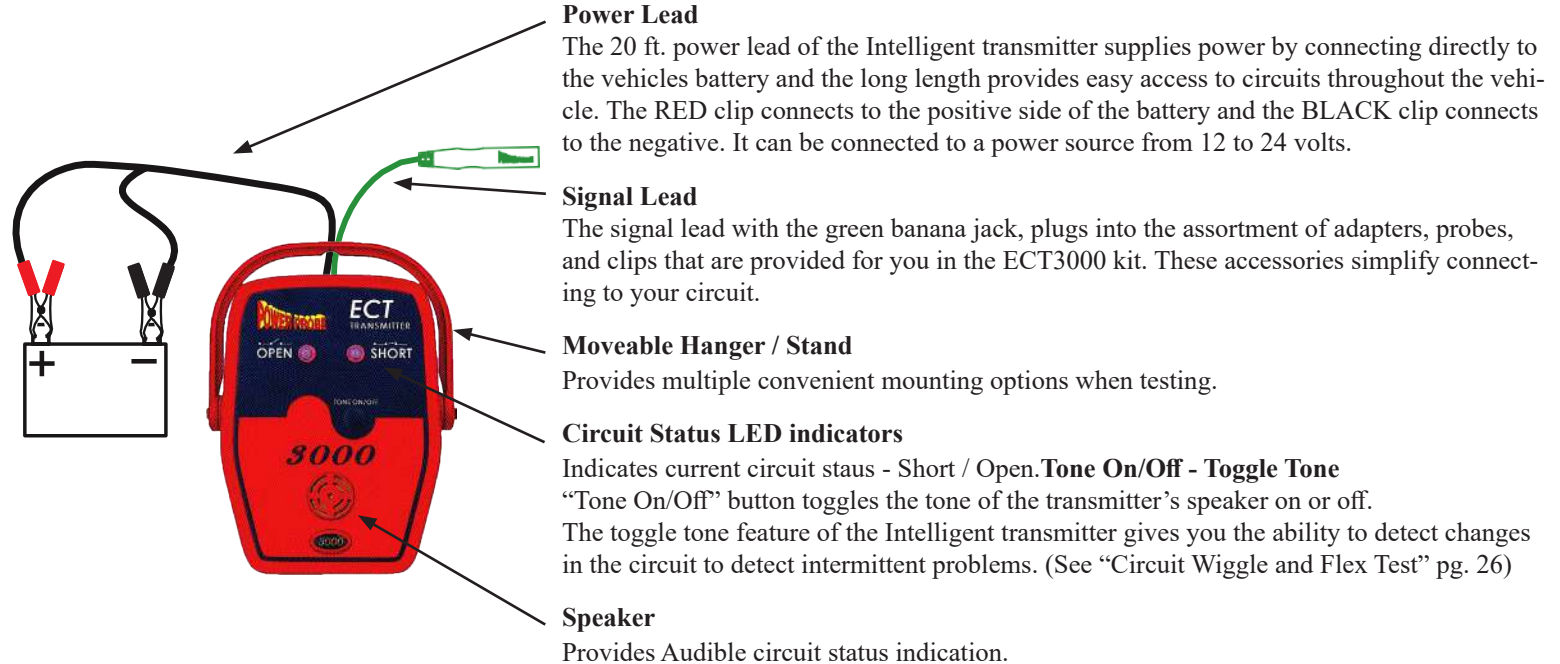 Power Lead
The 20 ft. power lead of the Intelligent transmitter supplies power by connecting directly to
the vehicles battery and the long length provides easy access to circuits throughout the vehi-
cle. The RED clip connects to the positive side of the battery and the BLACK clip connects
to the negative. It can be connected to a power source from 12 to 24 volts.
Signal Lead
The signal lead with the green banana jack, plugs into the assortment of adapters, probes,
and clips that are provided for you in the ECT3000 kit. These accessories simplify connect-
ing to your circuit.
Moveable Hanger / Stand
Provides multiple convenient mounting options when testing.
Circuit Status LED indicators
Indicates current circuit staus - Short / Open.Tone On/Off - Toggle Tone
“Tone On/Off” button toggles the tone of the transmitter’s speaker on or off.
The toggle tone feature of the Intelligent transmitter gives you the ability to detect changes
in the circuit to detect intermittent problems. (See “Circuit Wiggle and Flex Test” pg. 26)
Speaker
Provides Audible circuit status indication.
POWER PROBE
ECT
TRANSMITTER
OPEN
SHORT
TONE ON/OFF
3000
3000
+
−